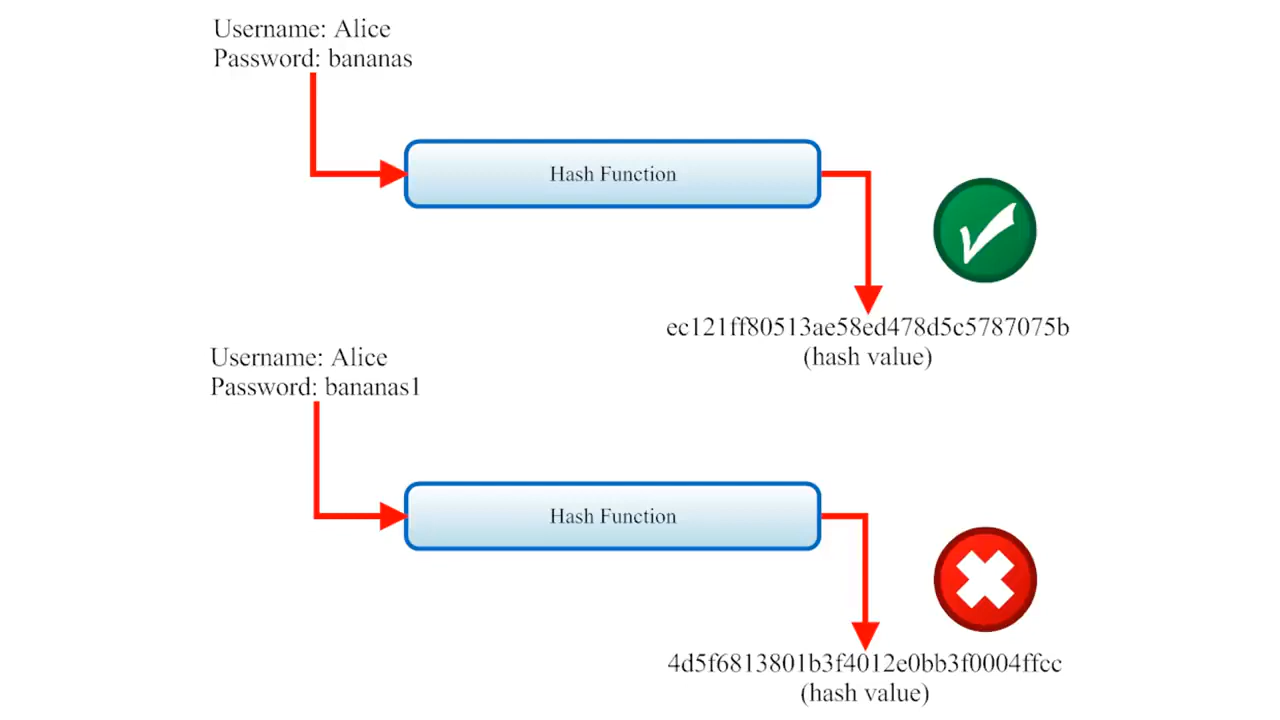 Username: Alice
Password: bananas
Hash Function
ec121ff80513ae58ed478d5c5787075b
(hash value)
Username: Alice
Password: bananas1
Hash Function
4d5f6813801b3f4012e0bb3f0004ffcc
(hash value)